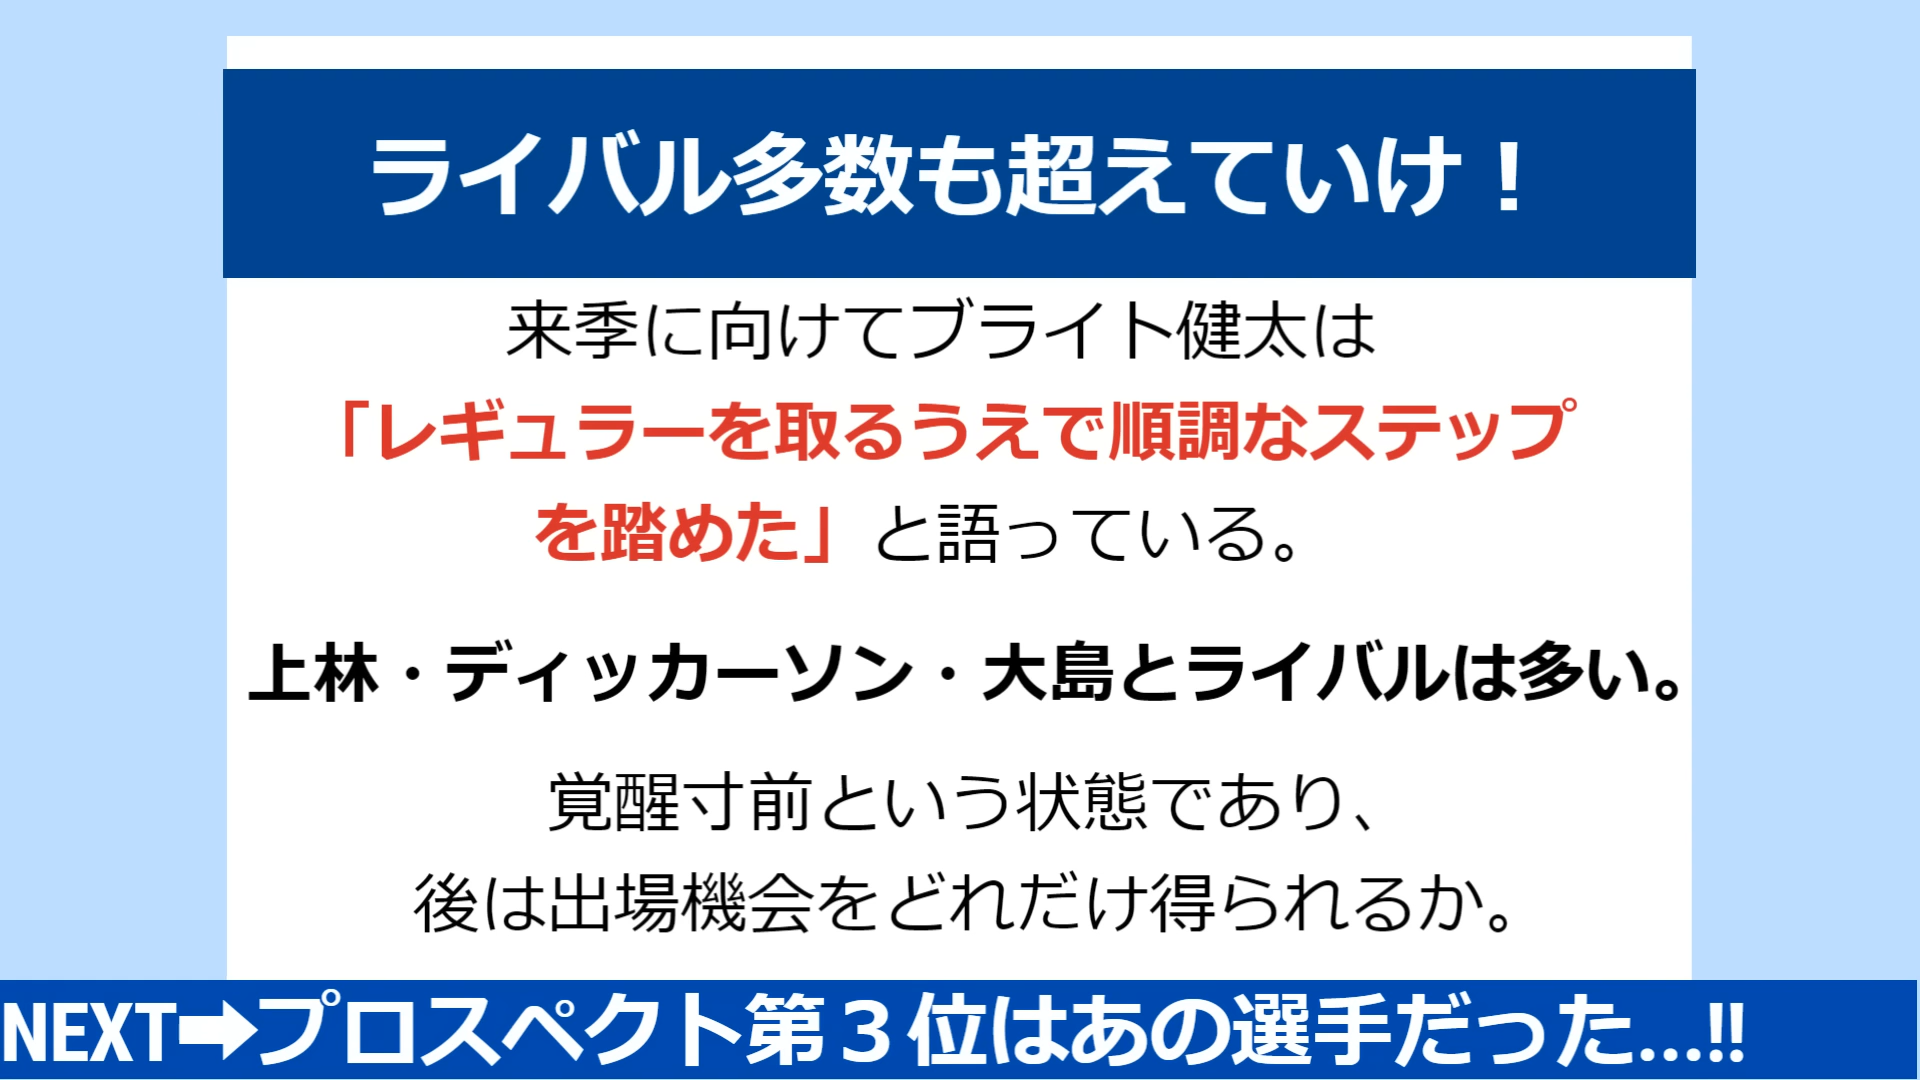 ライバル多数も超えていけ！
来季に向けてブライト健太は
「レギュラーを取るうえで順調なステップ
を踏めた」と語っている。
上林・ディッカーソン・大島とライバルは多い。
覚醒寸前という状態であり、
後は出場機会をどれだけ得られるか。
NEXT➡プロスペクト第３位はあの選手だった...!!